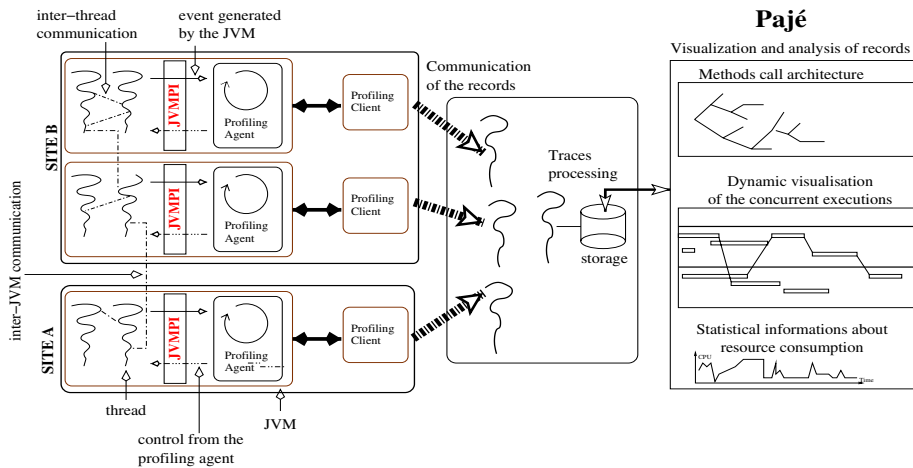 inter-thread
communication
event generated
by the JVM
Pajé
Visualization and analysis of records
Communication
of the records
Methods call architecture
SITE B
JVMPI
Profiling
Agent
Profiling
Client
Traces
processing
storage
JVMPI
Profiling
Agent
Profiling
Client
Dynamic visualisation
of the concurrent executions
inter-JVM communication
SITE A
JVMPI
Profiling
Agent
Profiling
Client
Statistical informations about
resource consumption
CPU
Time
thread
JVM
control from the
profiling agent